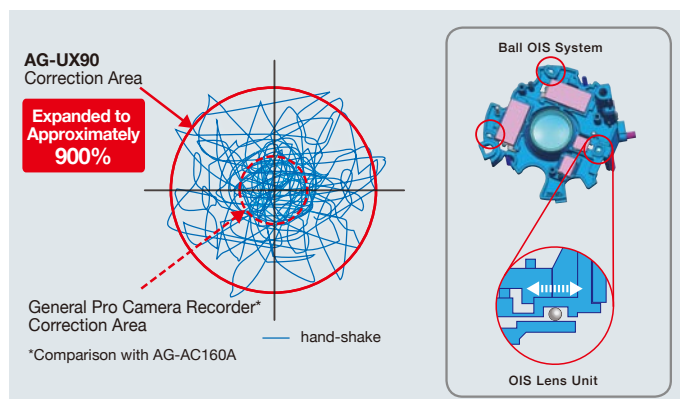 AG-UX90
Correction Area
Expanded to
Approximately
900%
General Pro Camera Recorder*
Correction Area
*Comparison with AG-AC160A
hand-shake
Ball OIS System
OIS Lens Unit